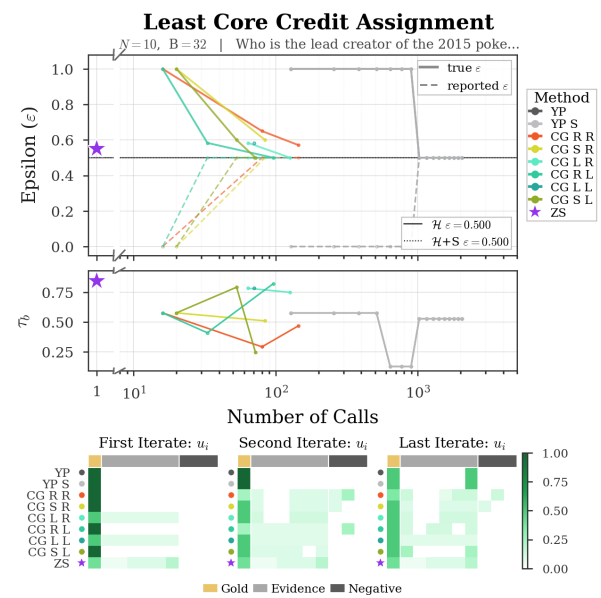 Least Core Credit Assignment
N=10, B=32 | Who is the lead creator of the 2015 poke...
Epsilon (ε)
1.0
0.8
0.6
0.4
0.2
0.0
true ε
reported ε
ℋ ε = 0.500
ℋ+S ε = 0.500
Method
YP
YP S
CG R R
CG S R
CG L R
CG R L
CG L L
CG S L
ZS
τb
0.75
0.50
0.25
1 10¹ 10² 10³
Number of Calls
First Iterate: ui Second Iterate: ui Last Iterate: ui
YP
YP S
CG R R
CG S R
CG L R
CG R L
CG L L
CG S L
ZS
1.00
0.75
0.50
0.25
0.00
Gold Evidence Negative